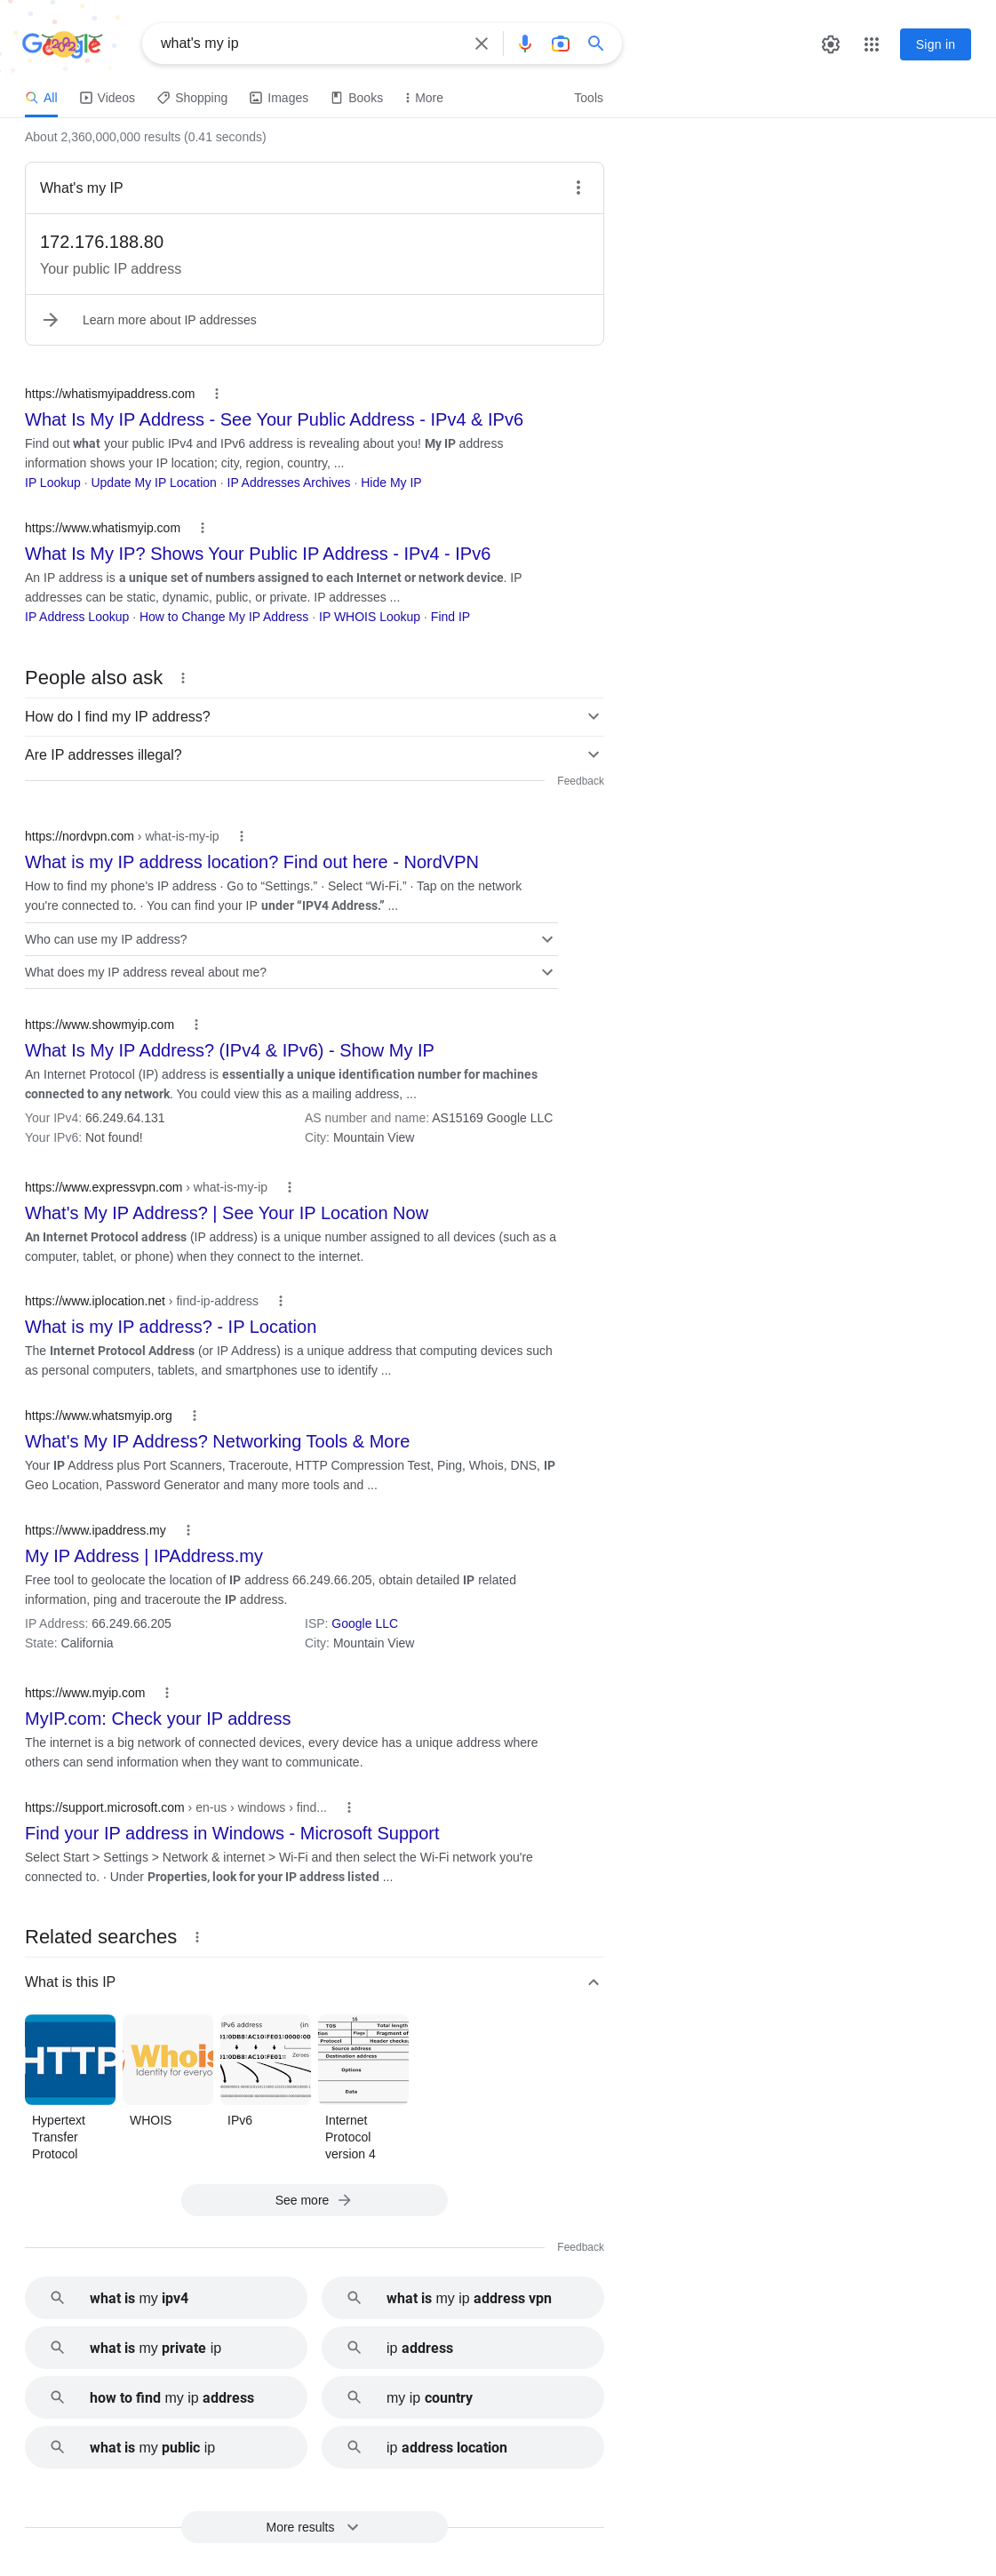 Google
what's my ip
Sign in
All Videos Shopping Images Books More Tools
About 2,360,000,000 results (0.41 seconds)
What's my IP
172.176.188.80
Your public IP address
Learn more about IP addresses
https://whatismyipaddress.com
What Is My IP Address - See Your Public Address - IPv4 & IPv6
Find out what your public IPv4 and IPv6 address is revealing about you! My IP address
information shows your IP location; city, region, country, ...
IP Lookup · Update My IP Location · IP Addresses Archives · Hide My IP
https://www.whatismyip.com
What Is My IP? Shows Your Public IP Address - IPv4 - IPv6
An IP address is a unique set of numbers assigned to each Internet or network device. IP
addresses can be static, dynamic, public, or private. IP addresses ...
IP Address Lookup · How to Change My IP Address · IP WHOIS Lookup · Find IP
People also ask
How do I find my IP address?
Are IP addresses illegal?
Feedback
https://nordvpn.com › what-is-my-ip
What is my IP address location? Find out here - NordVPN
How to find my phone's IP address · Go to “Settings.” · Select “Wi-Fi.” · Tap on the network
you're connected to. · You can find your IP under “IPV4 Address.” ...
Who can use my IP address?
What does my IP address reveal about me?
https://www.showmyip.com
What Is My IP Address? (IPv4 & IPv6) - Show My IP
An Internet Protocol (IP) address is essentially a unique identification number for machines
connected to any network. You could view this as a mailing address, ...
Your IPv4: 66.249.64.131 AS number and name: AS15169 Google LLC
Your IPv6: Not found! City: Mountain View
https://www.expressvpn.com › what-is-my-ip
What's My IP Address? | See Your IP Location Now
An Internet Protocol address (IP address) is a unique number assigned to all devices (such as a
computer, tablet, or phone) when they connect to the internet.
https://www.iplocation.net › find-ip-address
What is my IP address? - IP Location
The Internet Protocol Address (or IP Address) is a unique address that computing devices such
as personal computers, tablets, and smartphones use to identify ...
https://www.whatsmyip.org
What's My IP Address? Networking Tools & More
Your IP Address plus Port Scanners, Traceroute, HTTP Compression Test, Ping, Whois, DNS, IP
Geo Location, Password Generator and many more tools and ...
https://www.ipaddress.my
My IP Address | IPAddress.my
Free tool to geolocate the location of IP address 66.249.66.205, obtain detailed IP related
information, ping and traceroute the IP address.
IP Address: 66.249.66.205 ISP: Google LLC
State: California City: Mountain View
https://www.myip.com
MyIP.com: Check your IP address
The internet is a big network of connected devices, every device has a unique address where
others can send information when they want to communicate.
https://support.microsoft.com › en-us › windows › find...
Find your IP address in Windows - Microsoft Support
Select Start > Settings > Network & internet > Wi-Fi and then select the Wi-Fi network you're
connected to. · Under Properties, look for your IP address listed ...
Related searches
What is this IP
HTTP
Whois
Identity for everyo
IPv6 address (in
Zeroes
16
TOS Total length
Flags Fragment of
Protocol Header checks
Source address
Destination address
Options
Data
Hypertext
Transfer
Protocol
WHOIS
IPv6
Internet
Protocol
version 4
See more
Feedback
what is my ipv4 what is my ip address vpn
what is my private ip ip address
how to find my ip address my ip country
what is my public ip ip address location
More results